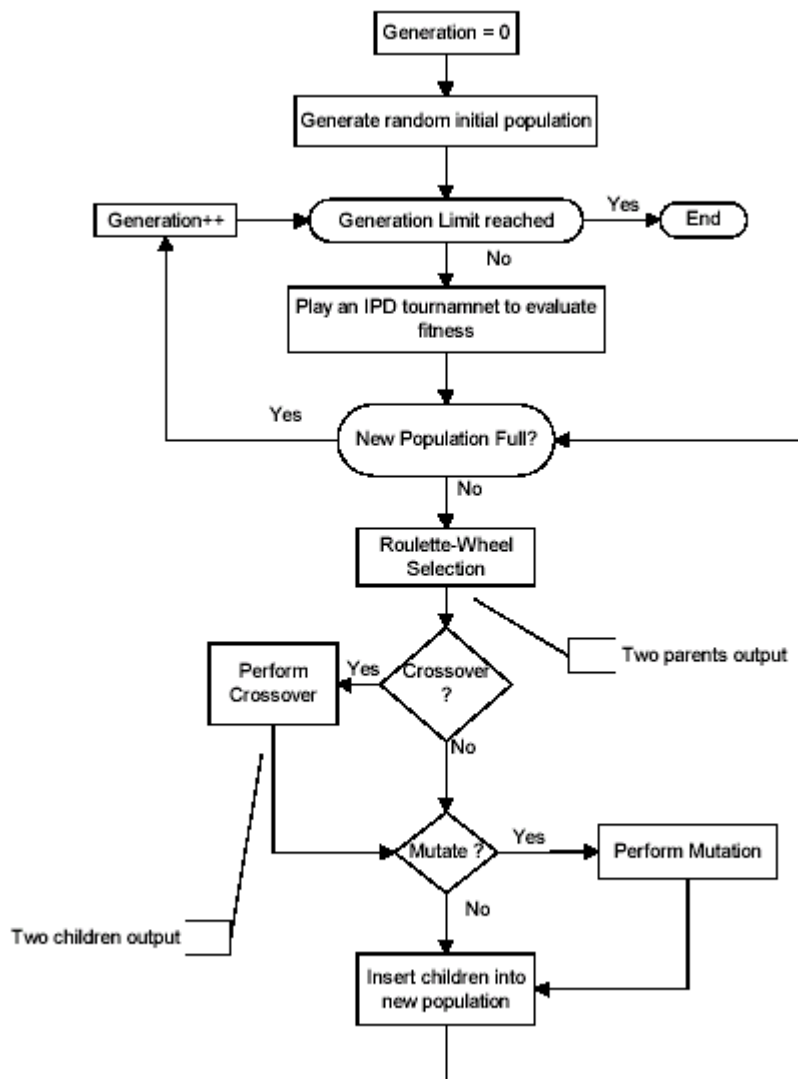 Generation = 0
Generate random initial population
Generation++
Generation Limit reached
Yes
End
No
Play an IPD tournamnet to evaluate
fitness
Yes
New Population Full?
No
Roulette-Wheel
Selection
Two parents output
Perform
Crossover
Yes
Crossover
?
No
Mutate ?
Yes
Perform Mutation
No
Two children output
Insert children into
new population